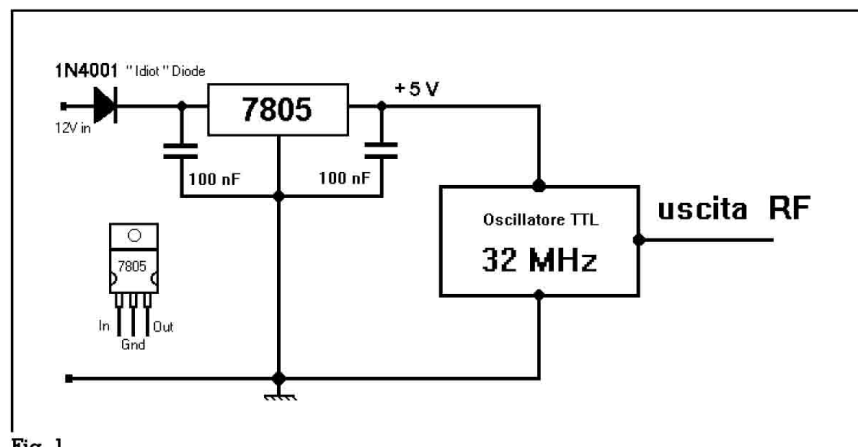 1N4001 "Idiot" Diode
12V in
7805
+5 V
100 nF
100 nF
Oscillatore TTL
32 MHz
uscita RF
7805
In
Out
Gnd
Fig. 1